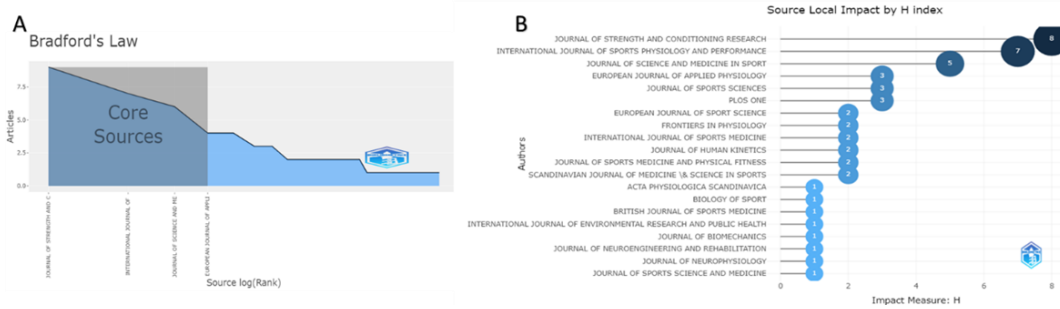 A
Bradford's Law
Articles
7.5
5.0
2.5
0.0
Core
Sources
JOURNAL OF STRENGTH AND C
INTERNATIONAL JOURNAL OF
JOURNAL OF SCIENCE AND ME
EUROPEAN JOURNAL OF APPLI
Source log(Rank)
B
Source Local Impact by H index
Authors
JOURNAL OF STRENGTH AND CONDITIONING RESEARCH 8
INTERNATIONAL JOURNAL OF SPORTS PHYSIOLOGY AND PERFORMANCE 7
JOURNAL OF SCIENCE AND MEDICINE IN SPORT 5
EUROPEAN JOURNAL OF APPLIED PHYSIOLOGY 3
JOURNAL OF SPORTS SCIENCES 3
PLOS ONE 3
EUROPEAN JOURNAL OF SPORT SCIENCE 2
FRONTIERS IN PHYSIOLOGY 2
INTERNATIONAL JOURNAL OF SPORTS MEDICINE 2
JOURNAL OF HUMAN KINETICS 2
JOURNAL OF SPORTS MEDICINE AND PHYSICAL FITNESS 2
SCANDINAVIAN JOURNAL OF MEDICINE \& SCIENCE IN SPORTS 2
ACTA PHYSIOLOGICA SCANDINAVICA 1
BIOLOGY OF SPORT 1
BRITISH JOURNAL OF SPORTS MEDICINE 1
INTERNATIONAL JOURNAL OF ENVIRONMENTAL RESEARCH AND PUBLIC HEALTH 1
JOURNAL OF BIOMECHANICS 1
JOURNAL OF NEUROENGINEERING AND REHABILITATION 1
JOURNAL OF NEUROPHYSIOLOGY 1
JOURNAL OF SPORTS SCIENCE AND MEDICINE 1
0 2 4 6 8
Impact Measure: H